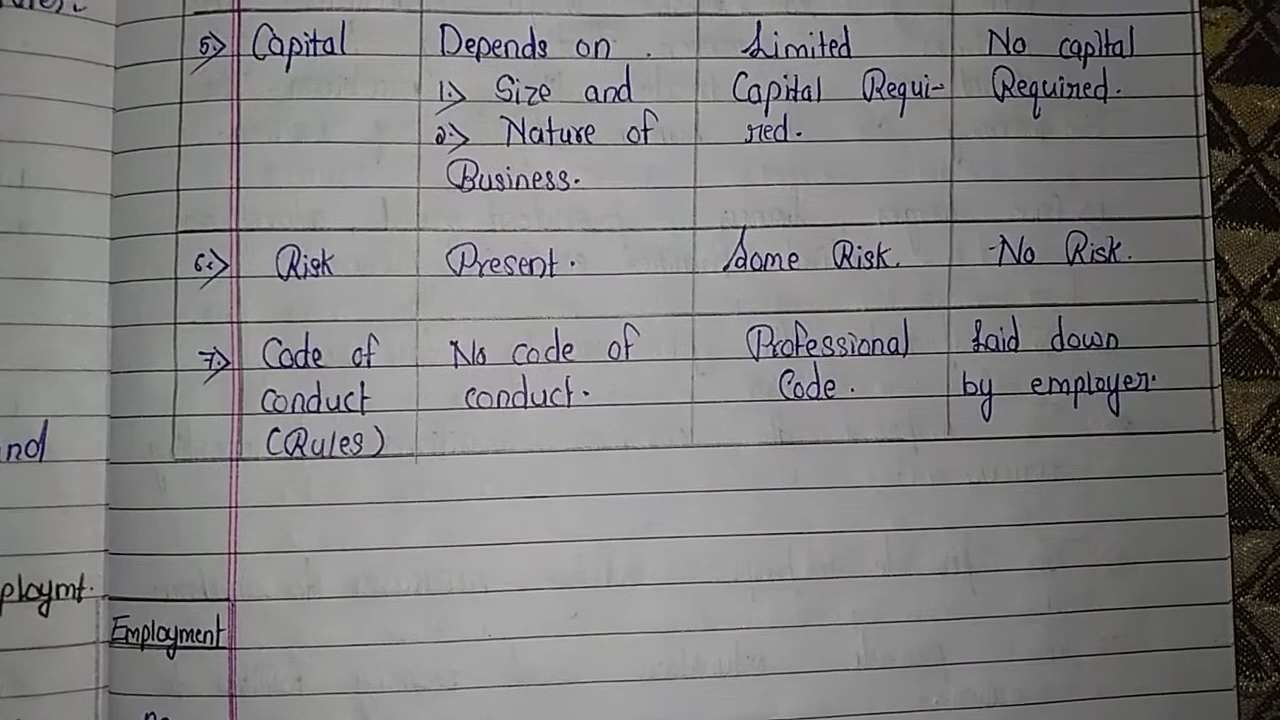 5) Capital Depends on. Limited No capital
1.) Size and Capital Requi- Required.
2.) Nature of red.
Business.
6.) Risk Present. Some Risk. No Risk.
7.) Code of No code of Professional Laid down
conduct conduct. Code. by employer.
(Rules)
nd
ploymt.
Employment